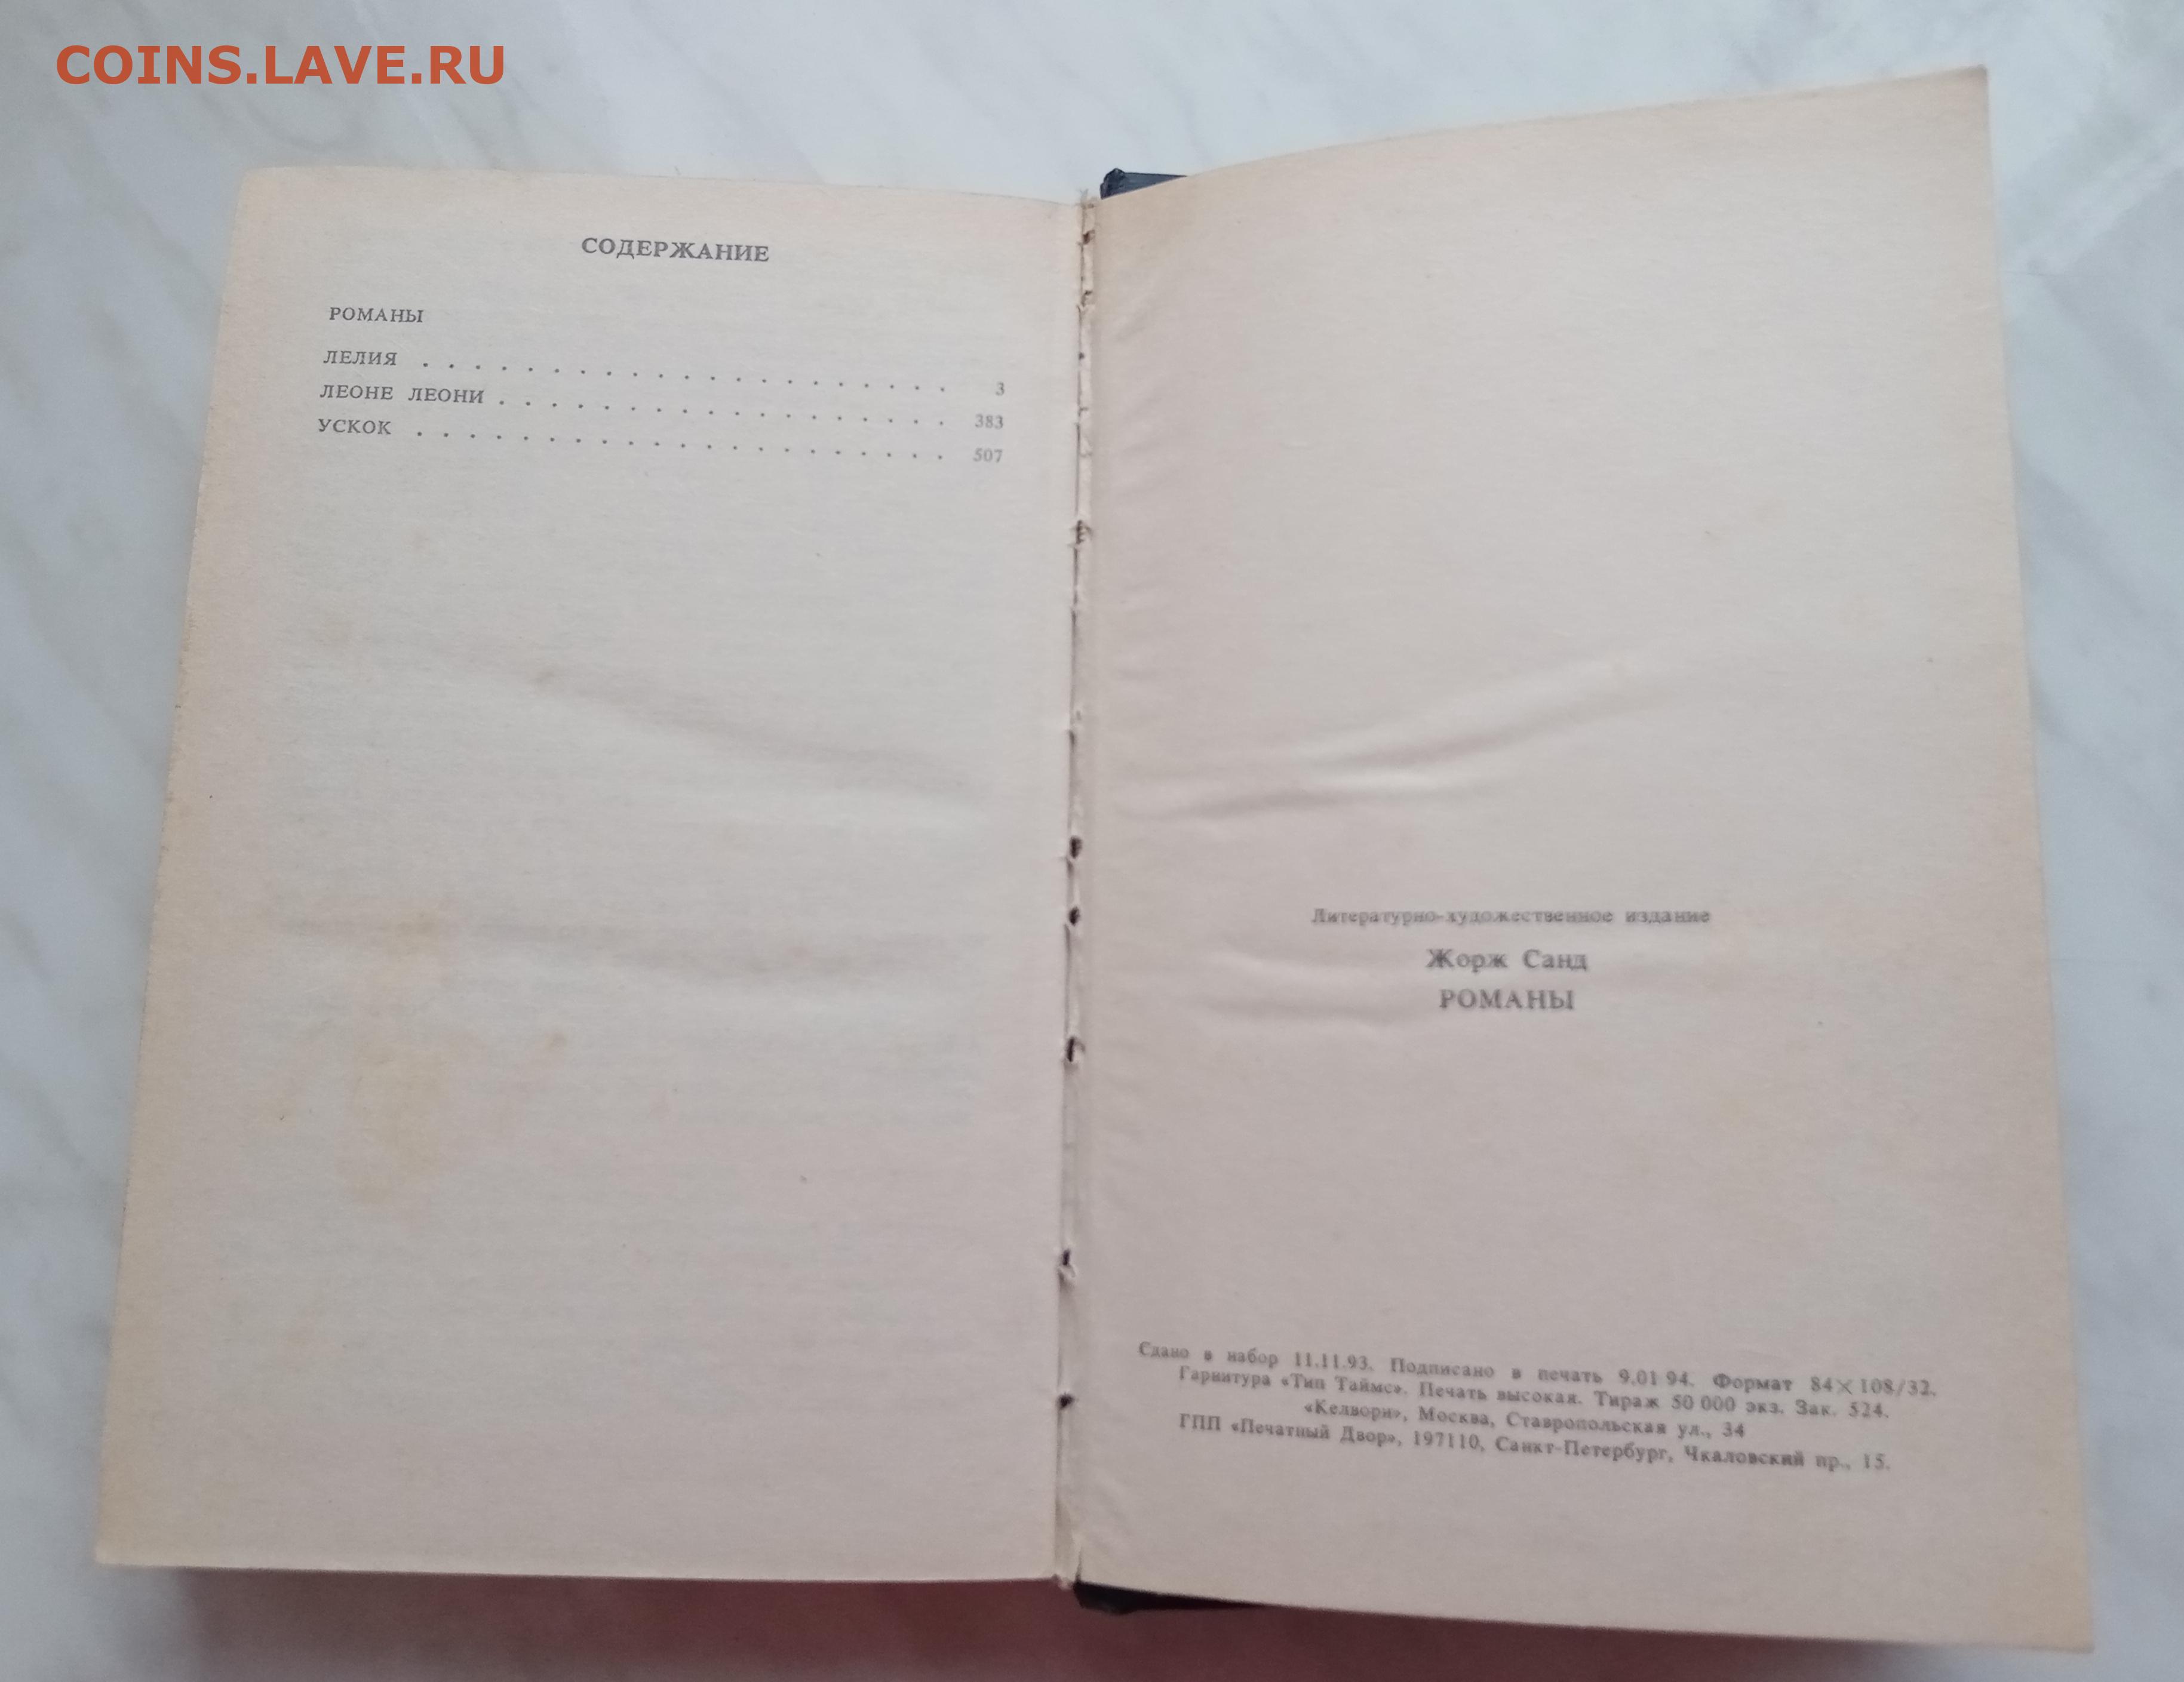 COINS.LAVE.RU
СОДЕРЖАНИЕ
РОМАНЫ
ЛЕЛИЯ . . . . . . . . . . . . . . . . . . . . . 3
ЛЕОНЕ ЛЕОНИ . . . . . . . . . . . . . . . . . . 383
УСКОК . . . . . . . . . . . . . . . . . . . . . 507
Литературно-художественное издание
Жорж Санд
РОМАНЫ
Сдано в набор 11.11.93. Подписано в печать 9.01 94. Формат 84×108/32.
Гарнитура «Тип Таймс». Печать высокая. Тираж 50 000 экз. Зак. 524.
«Келвори», Москва, Ставропольская ул., 34
ГПП «Печатный Двор», 197110, Санкт-Петербург, Чкаловский пр., 15.